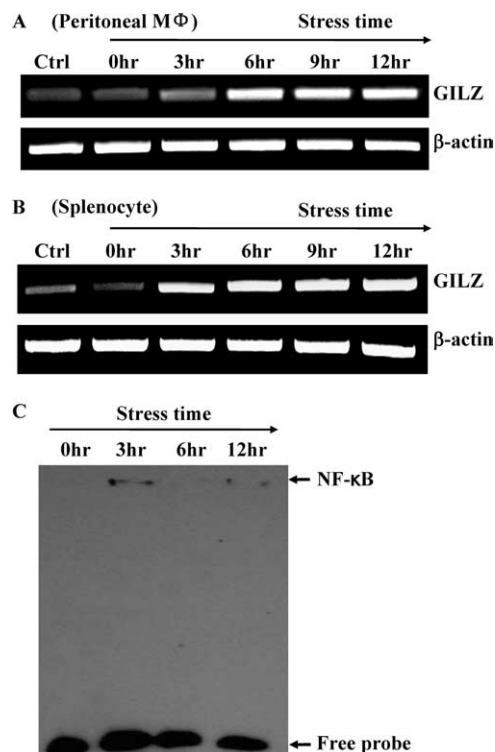 A (Peritoneal MΦ) Stress time
Ctrl 0hr 3hr 6hr 9hr 12hr
GILZ
β-actin
B (Splenocyte) Stress time
Ctrl 0hr 3hr 6hr 9hr 12hr
GILZ
β-actin
C Stress time
0hr 3hr 6hr 12hr
NF-κB
Free probe